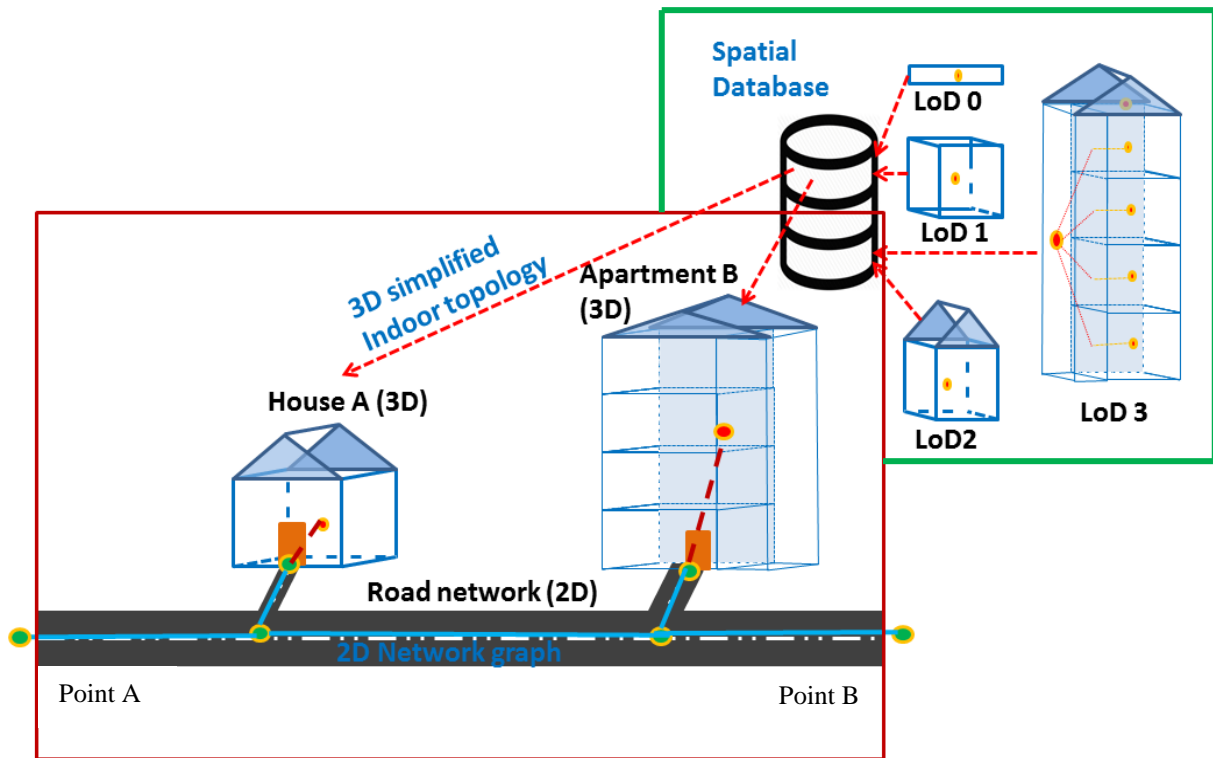 Spatial
Database
LoD 0
LoD 1
LoD2
LoD 3
3D simplified
Indoor topology
Apartment B
(3D)
House A (3D)
Road network (2D)
2D Network graph
Point A
Point B